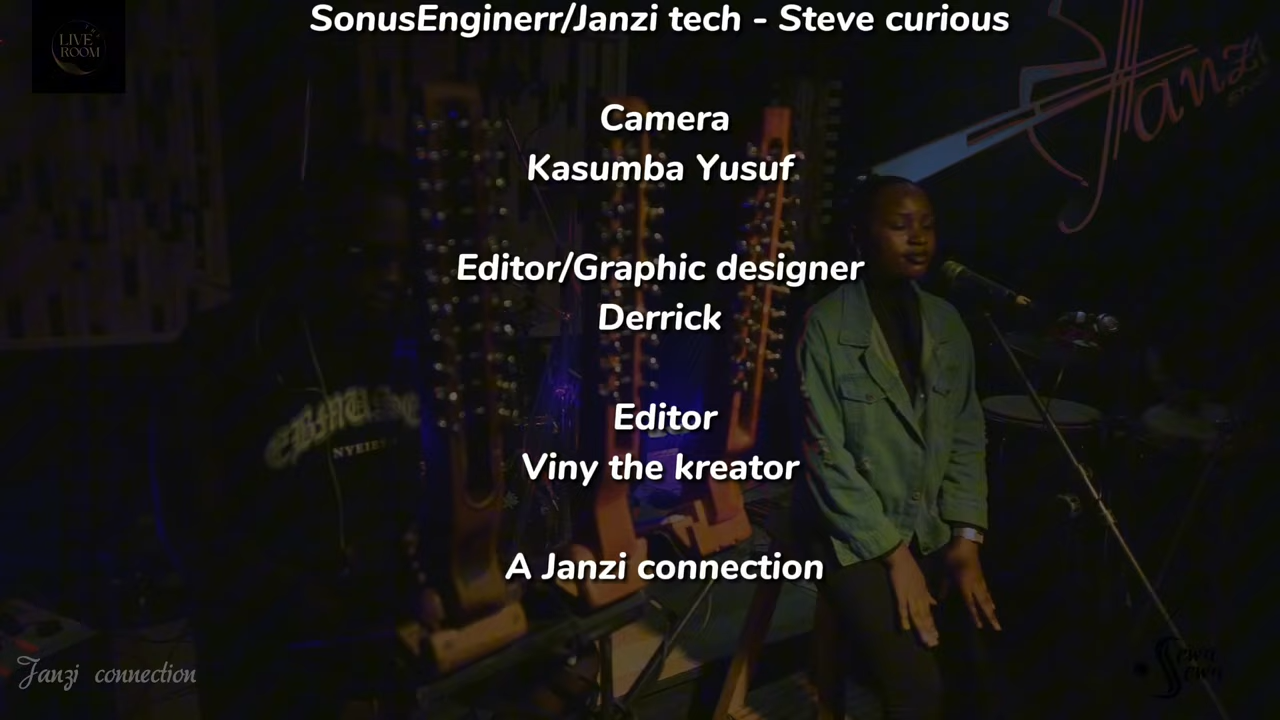 SonusEnginerr/Janzi tech - Steve curious
LIVE
ROOM
Janzi
Camera
Kasumba Yusuf
Editor/Graphic designer
Derrick
Editor
Viny the kreator
A Janzi connection
Janzi connection